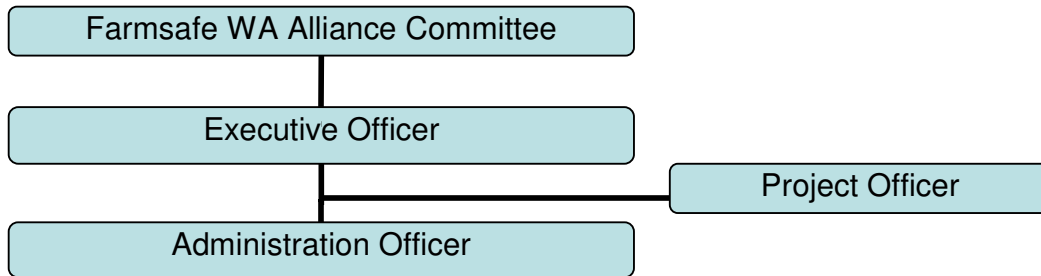 Farmsafe WA Alliance Committee
Executive Officer
Project Officer
Administration Officer